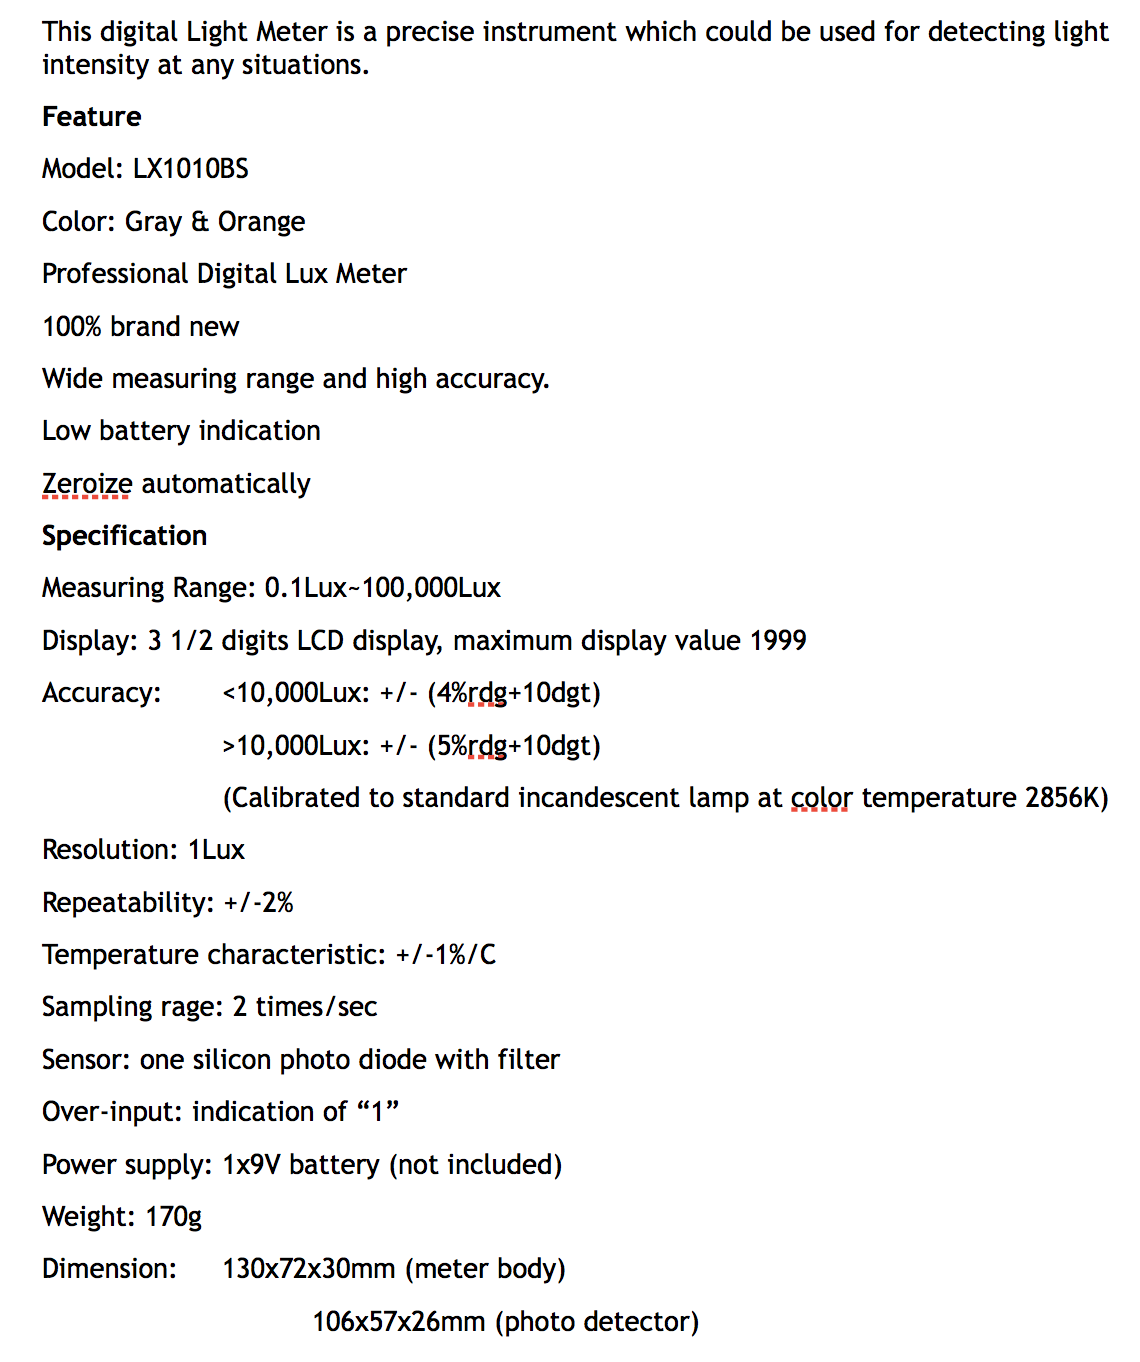 This digital Light Meter is a precise instrument which could be used for detecting light
intensity at any situations.
Feature
Model: LX1010BS
Color: Gray & Orange
Professional Digital Lux Meter
100% brand new
Wide measuring range and high accuracy.
Low battery indication
Zeroize automatically
Specification
Measuring Range: 0.1Lux~100,000Lux
Display: 3 1/2 digits LCD display, maximum display value 1999
Accuracy: <10,000Lux: +/- (4%rdg+10dgt)
>10,000Lux: +/- (5%rdg+10dgt)
(Calibrated to standard incandescent lamp at color temperature 2856K)
Resolution: 1Lux
Repeatability: +/-2%
Temperature characteristic: +/-1%/C
Sampling rage: 2 times/sec
Sensor: one silicon photo diode with filter
Over-input: indication of “1”
Power supply: 1x9V battery (not included)
Weight: 170g
Dimension: 130x72x30mm (meter body)
106x57x26mm (photo detector)